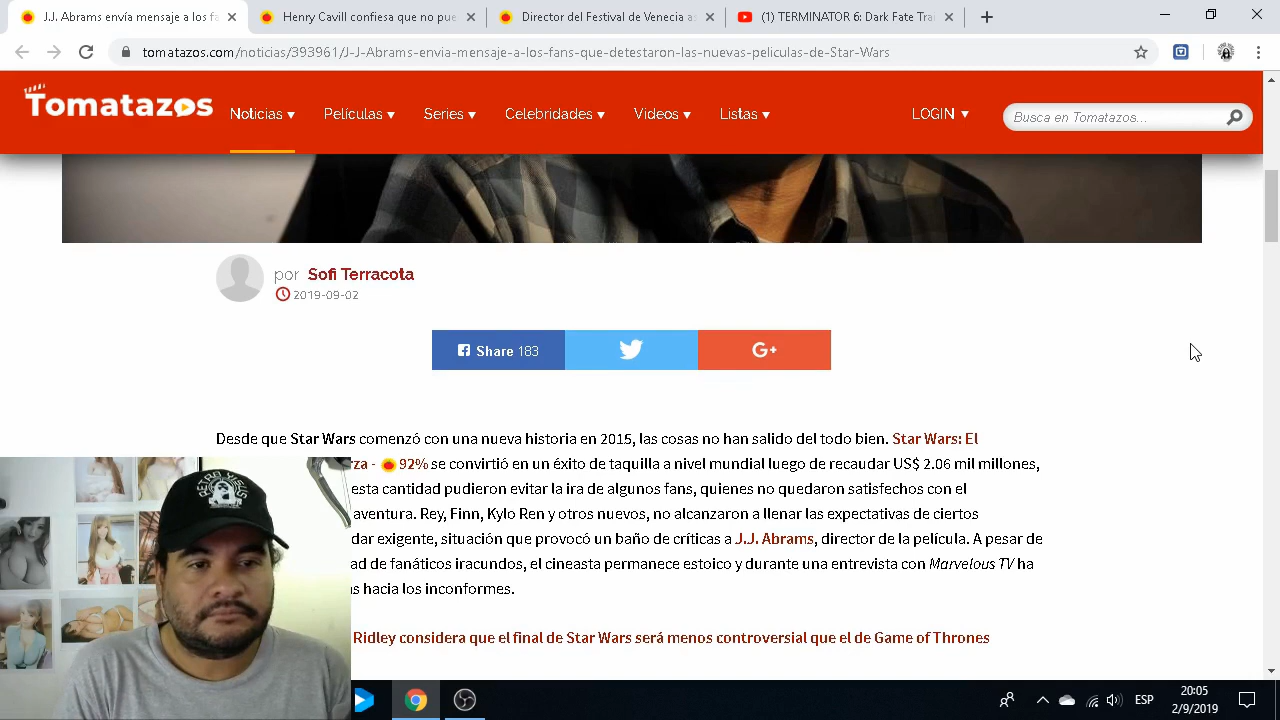 J.J. Abrams envía mensaje a los fa
Henry Cavill confiesa que no pue
Director del Festival de Venecia a
(1) TERMINATOR 6: Dark Fate Trai
tomatazos.com/noticias/393961/J-J-Abrams-envia-mensaje-a-los-fans-que-detestaron-las-nuevas-peliculas-de-Star-Wars
Tomatazos
Noticias ▾ Películas ▾ Series ▾ Celebridades ▾ Videos ▾ Listas ▾ LOGIN ▾ Busca en Tomatazos...
por Sofi Terracota
2019-09-02
Share 183
G+
Desde que Star Wars comenzó con una nueva historia en 2015, las cosas no han salido del todo bien. Star Wars: El
rza - 92% se convirtió en un éxito de taquilla a nivel mundial luego de recaudar US$ 2.06 mil millones,
esta cantidad pudieron evitar la ira de algunos fans, quienes no quedaron satisfechos con el
aventura. Rey, Finn, Kylo Ren y otros nuevos, no alcanzaron a llenar las expectativas de ciertos
dar exigente, situación que provocó un baño de críticas a J.J. Abrams, director de la película. A pesar de
ad de fanáticos iracundos, el cineasta permanece estoico y durante una entrevista con Marvelous TV ha
s hacia los inconformes.
Ridley considera que el final de Star Wars será menos controversial que el de Game of Thrones
ESP
20:05
2/9/2019